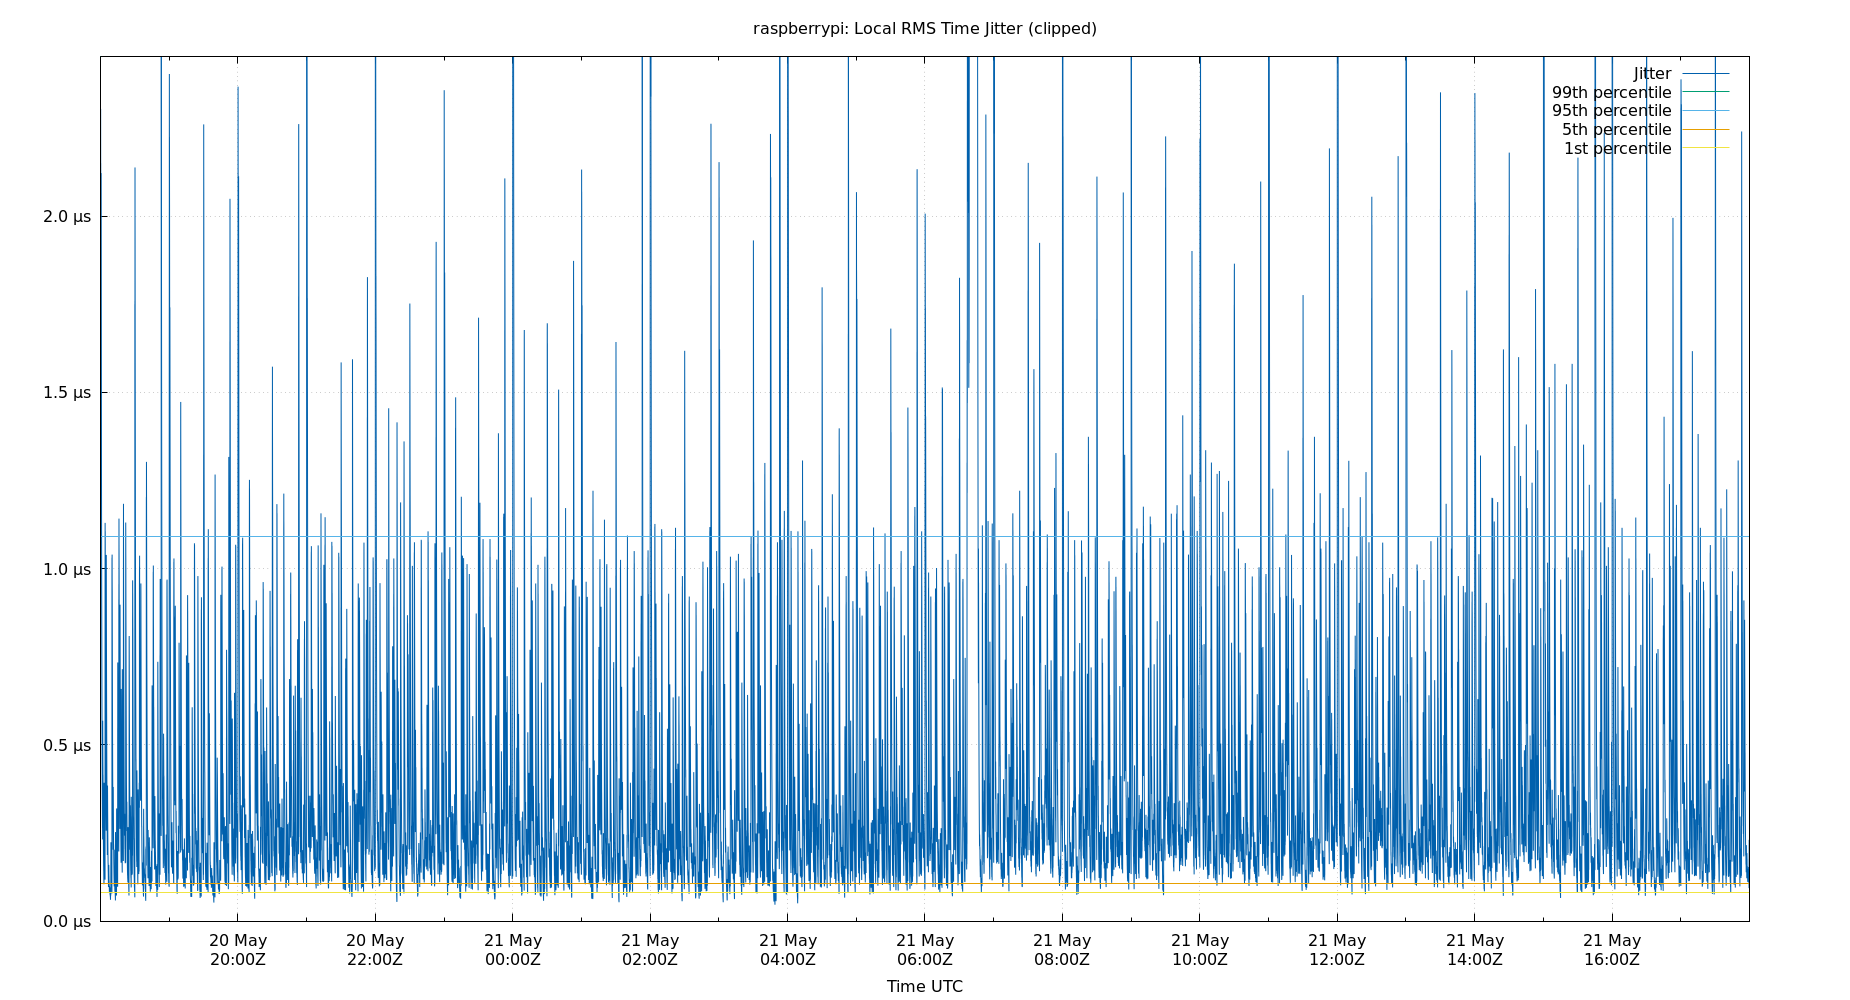 raspberrypi: Local RMS Time Jitter (clipped)
Jitter
99th percentile
95th percentile
5th percentile
1st percentile
2.0 μs
1.5 μs
1.0 μs
0.5 μs
0.0 μs
20 May 20 May 21 May 21 May 21 May 21 May 21 May 21 May 21 May 21 May 21 May
20:00Z 22:00Z 00:00Z 02:00Z 04:00Z 06:00Z 08:00Z 10:00Z 12:00Z 14:00Z 16:00Z
Time UTC